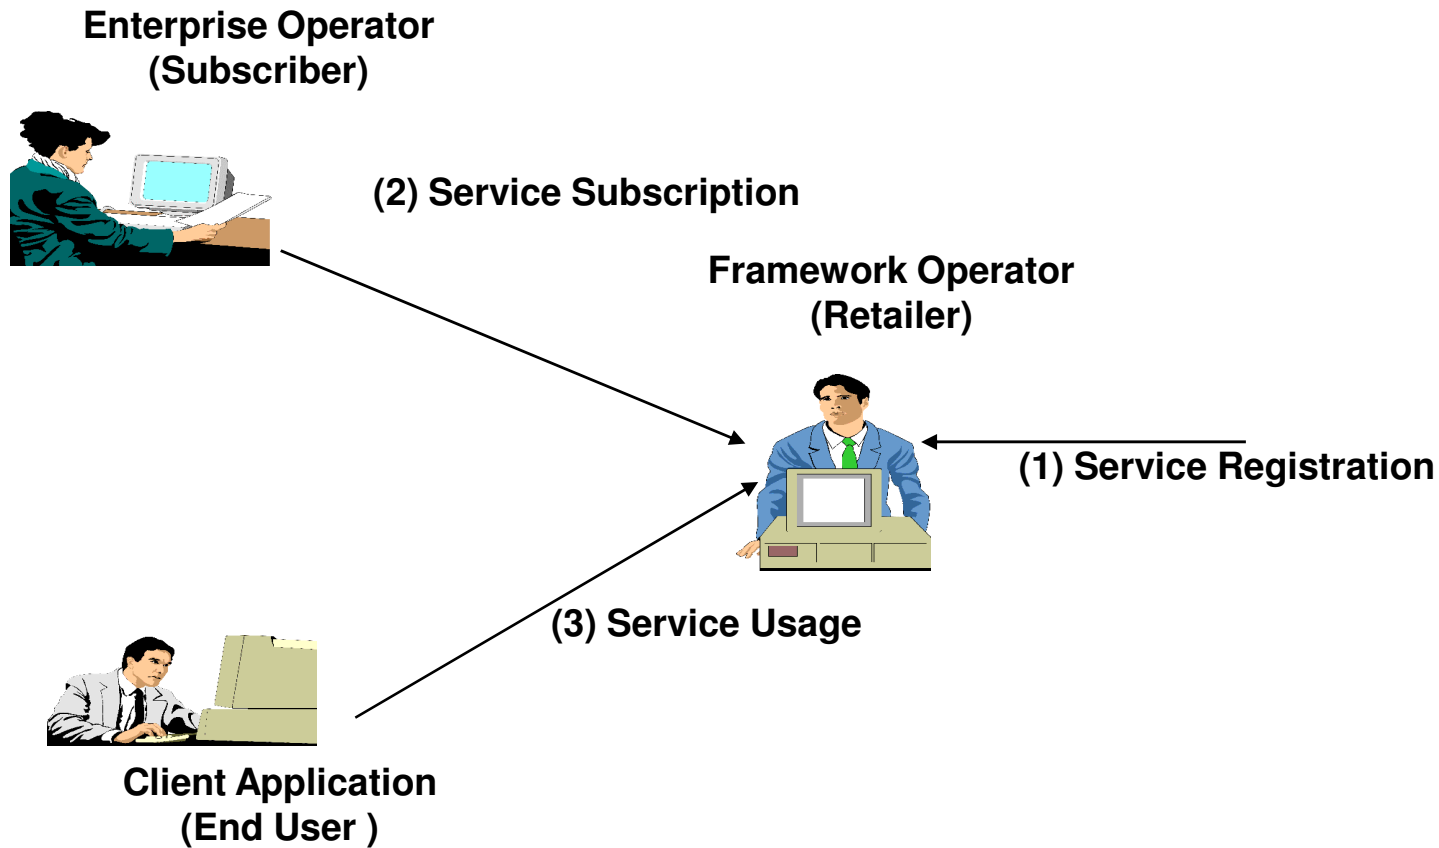 Enterprise Operator
(Subscriber)
(2) Service Subscription
Framework Operator
(Retailer)
(1) Service Registration
(3) Service Usage
Client Application
(End User )